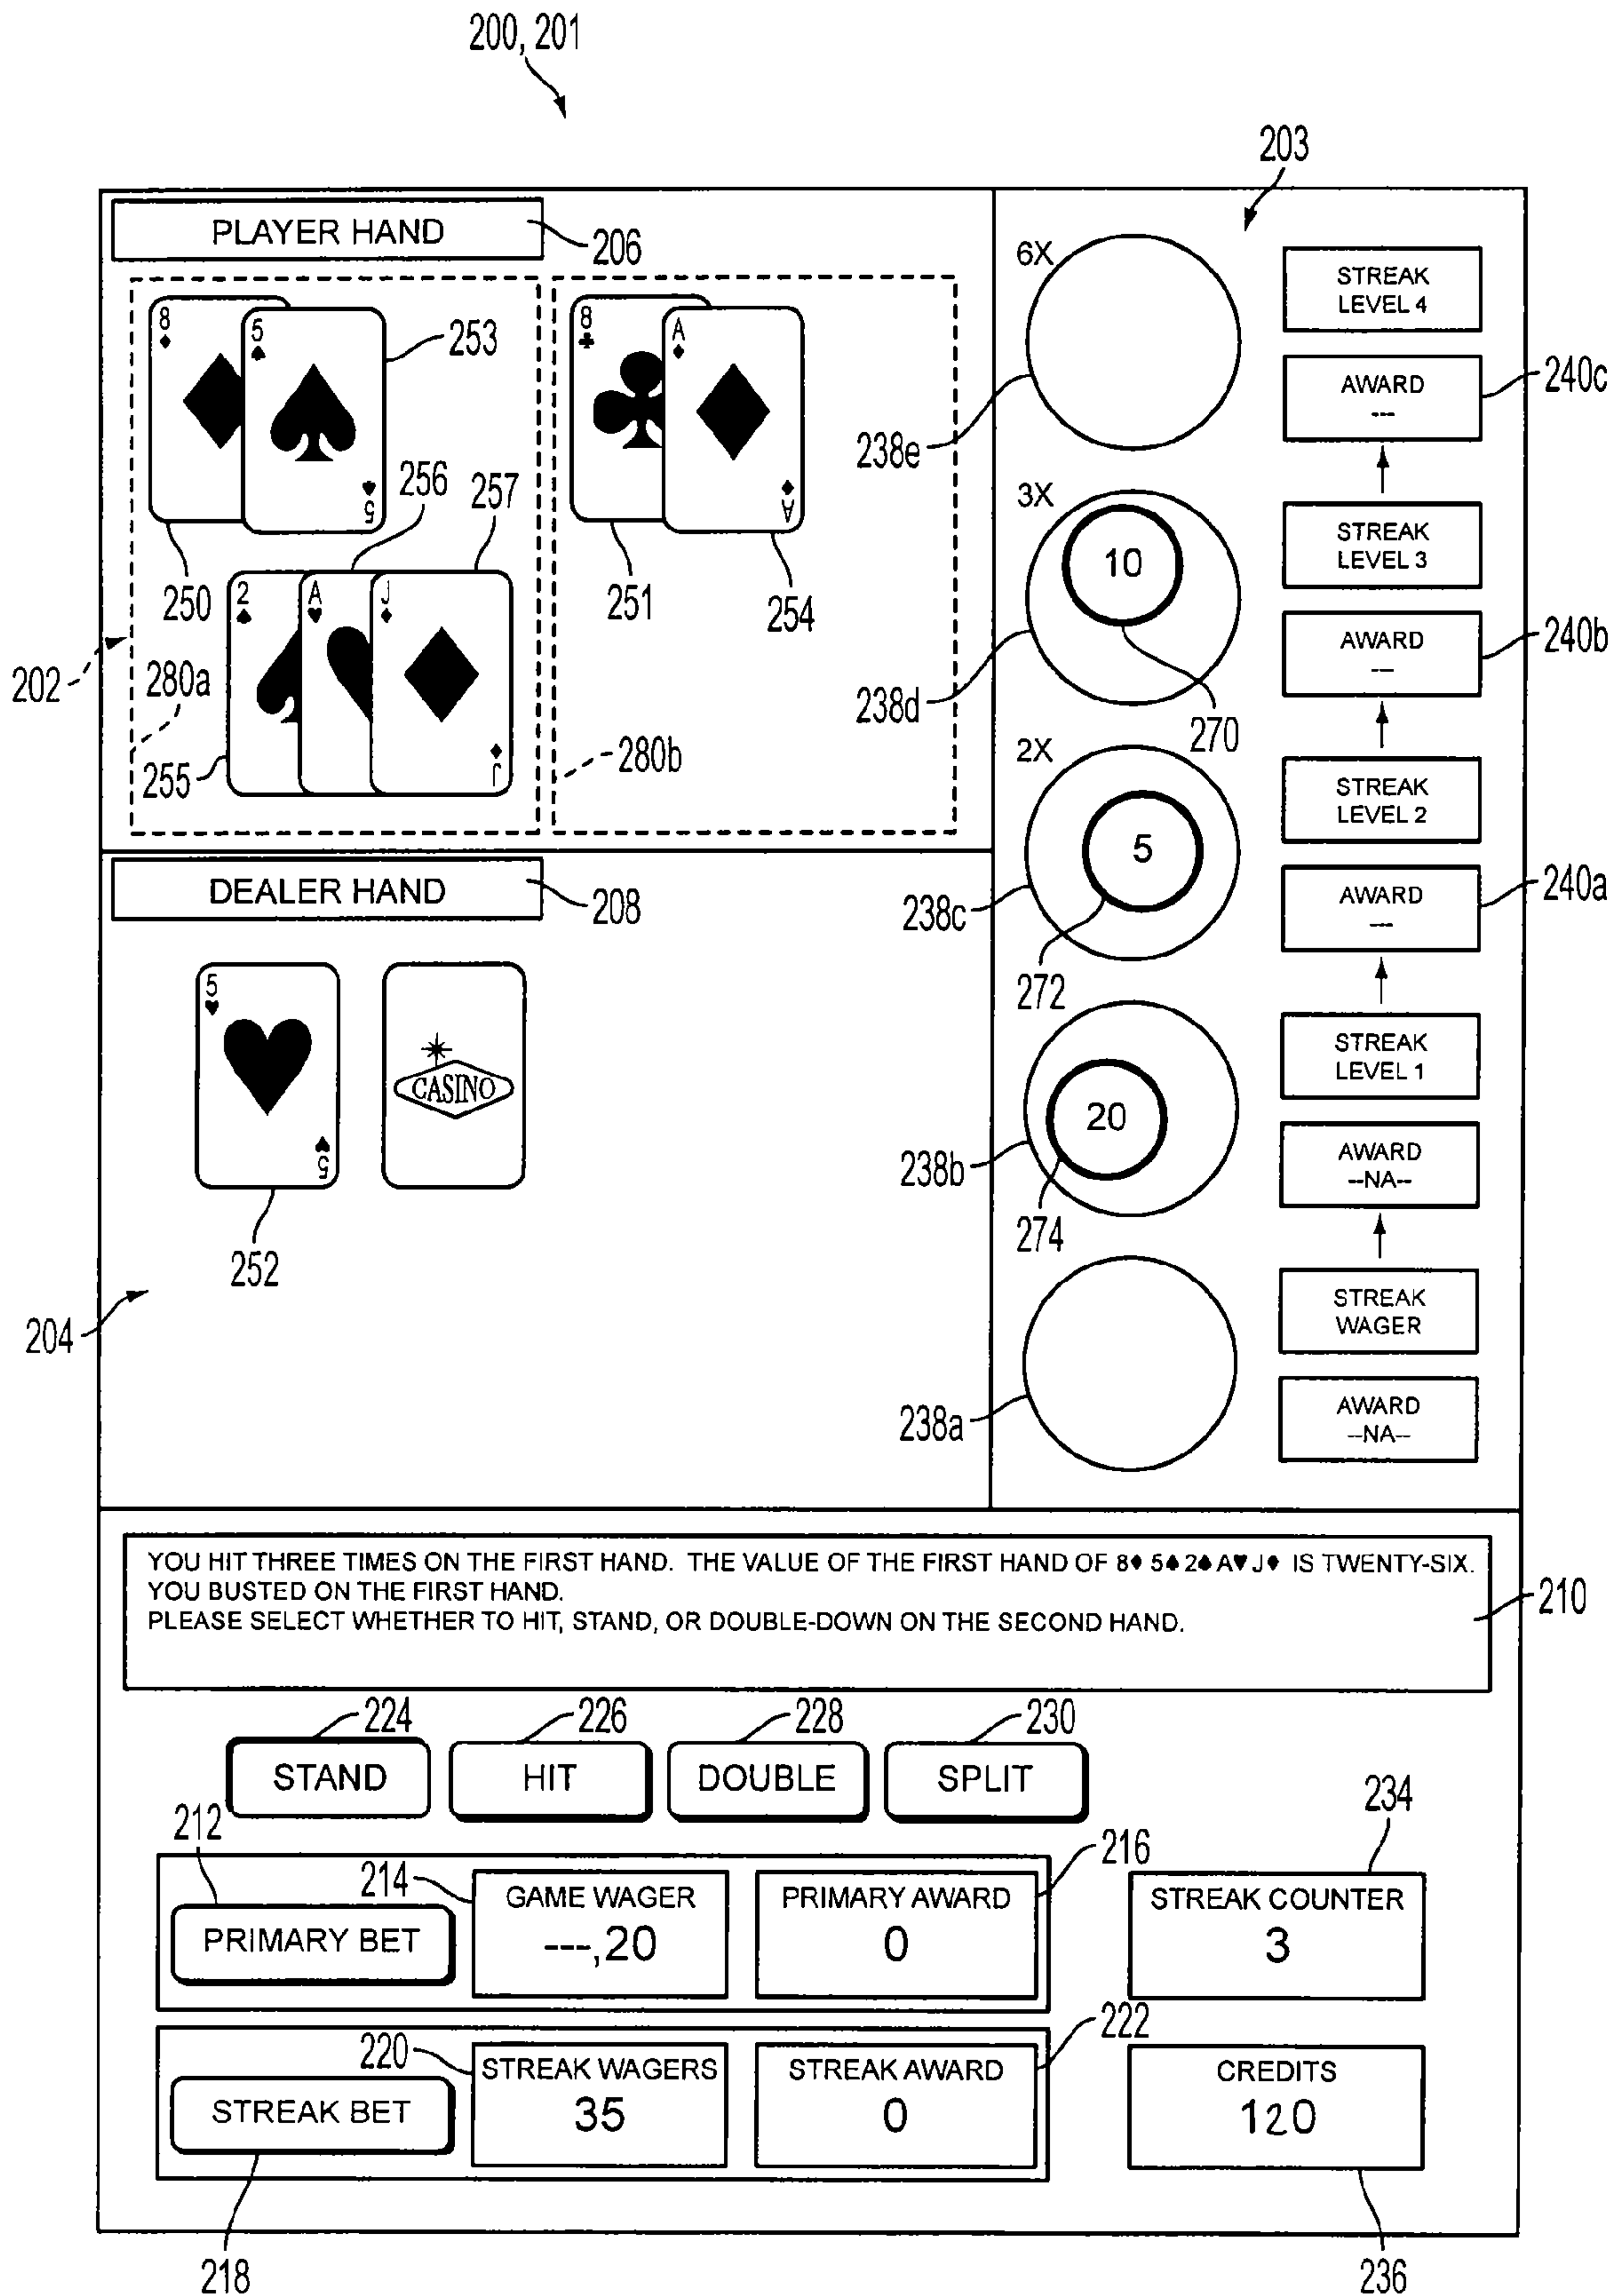 200, 201
203
PLAYER HAND
206
8♦
5♠
5♠
253
8♣
A♦
A♦
250
256
257
251
254
2♠
A♥
J♦
J♦
202
280a
255
280b
6X
238e
STREAK
LEVEL 4
AWARD
---
240c
3X
10
238d
270
STREAK
LEVEL 3
AWARD
---
240b
2X
5
238c
272
STREAK
LEVEL 2
AWARD
---
240a
DEALER HAND
208
5♥
5♥
CASINO
252
204
20
238b
274
STREAK
LEVEL 1
AWARD
--NA--
238a
STREAK
WAGER
AWARD
--NA--
YOU HIT THREE TIMES ON THE FIRST HAND. THE VALUE OF THE FIRST HAND OF 8♦ 5♠ 2♠ A♥ J♦ IS TWENTY-SIX.
YOU BUSTED ON THE FIRST HAND.
PLEASE SELECT WHETHER TO HIT, STAND, OR DOUBLE-DOWN ON THE SECOND HAND.
210
224
226
228
230
STAND
HIT
DOUBLE
SPLIT
212
214
216
234
PRIMARY BET
GAME WAGER
---,20
PRIMARY AWARD
0
STREAK COUNTER
3
220
222
STREAK BET
STREAK WAGERS
35
STREAK AWARD
0
CREDITS
120
218
236